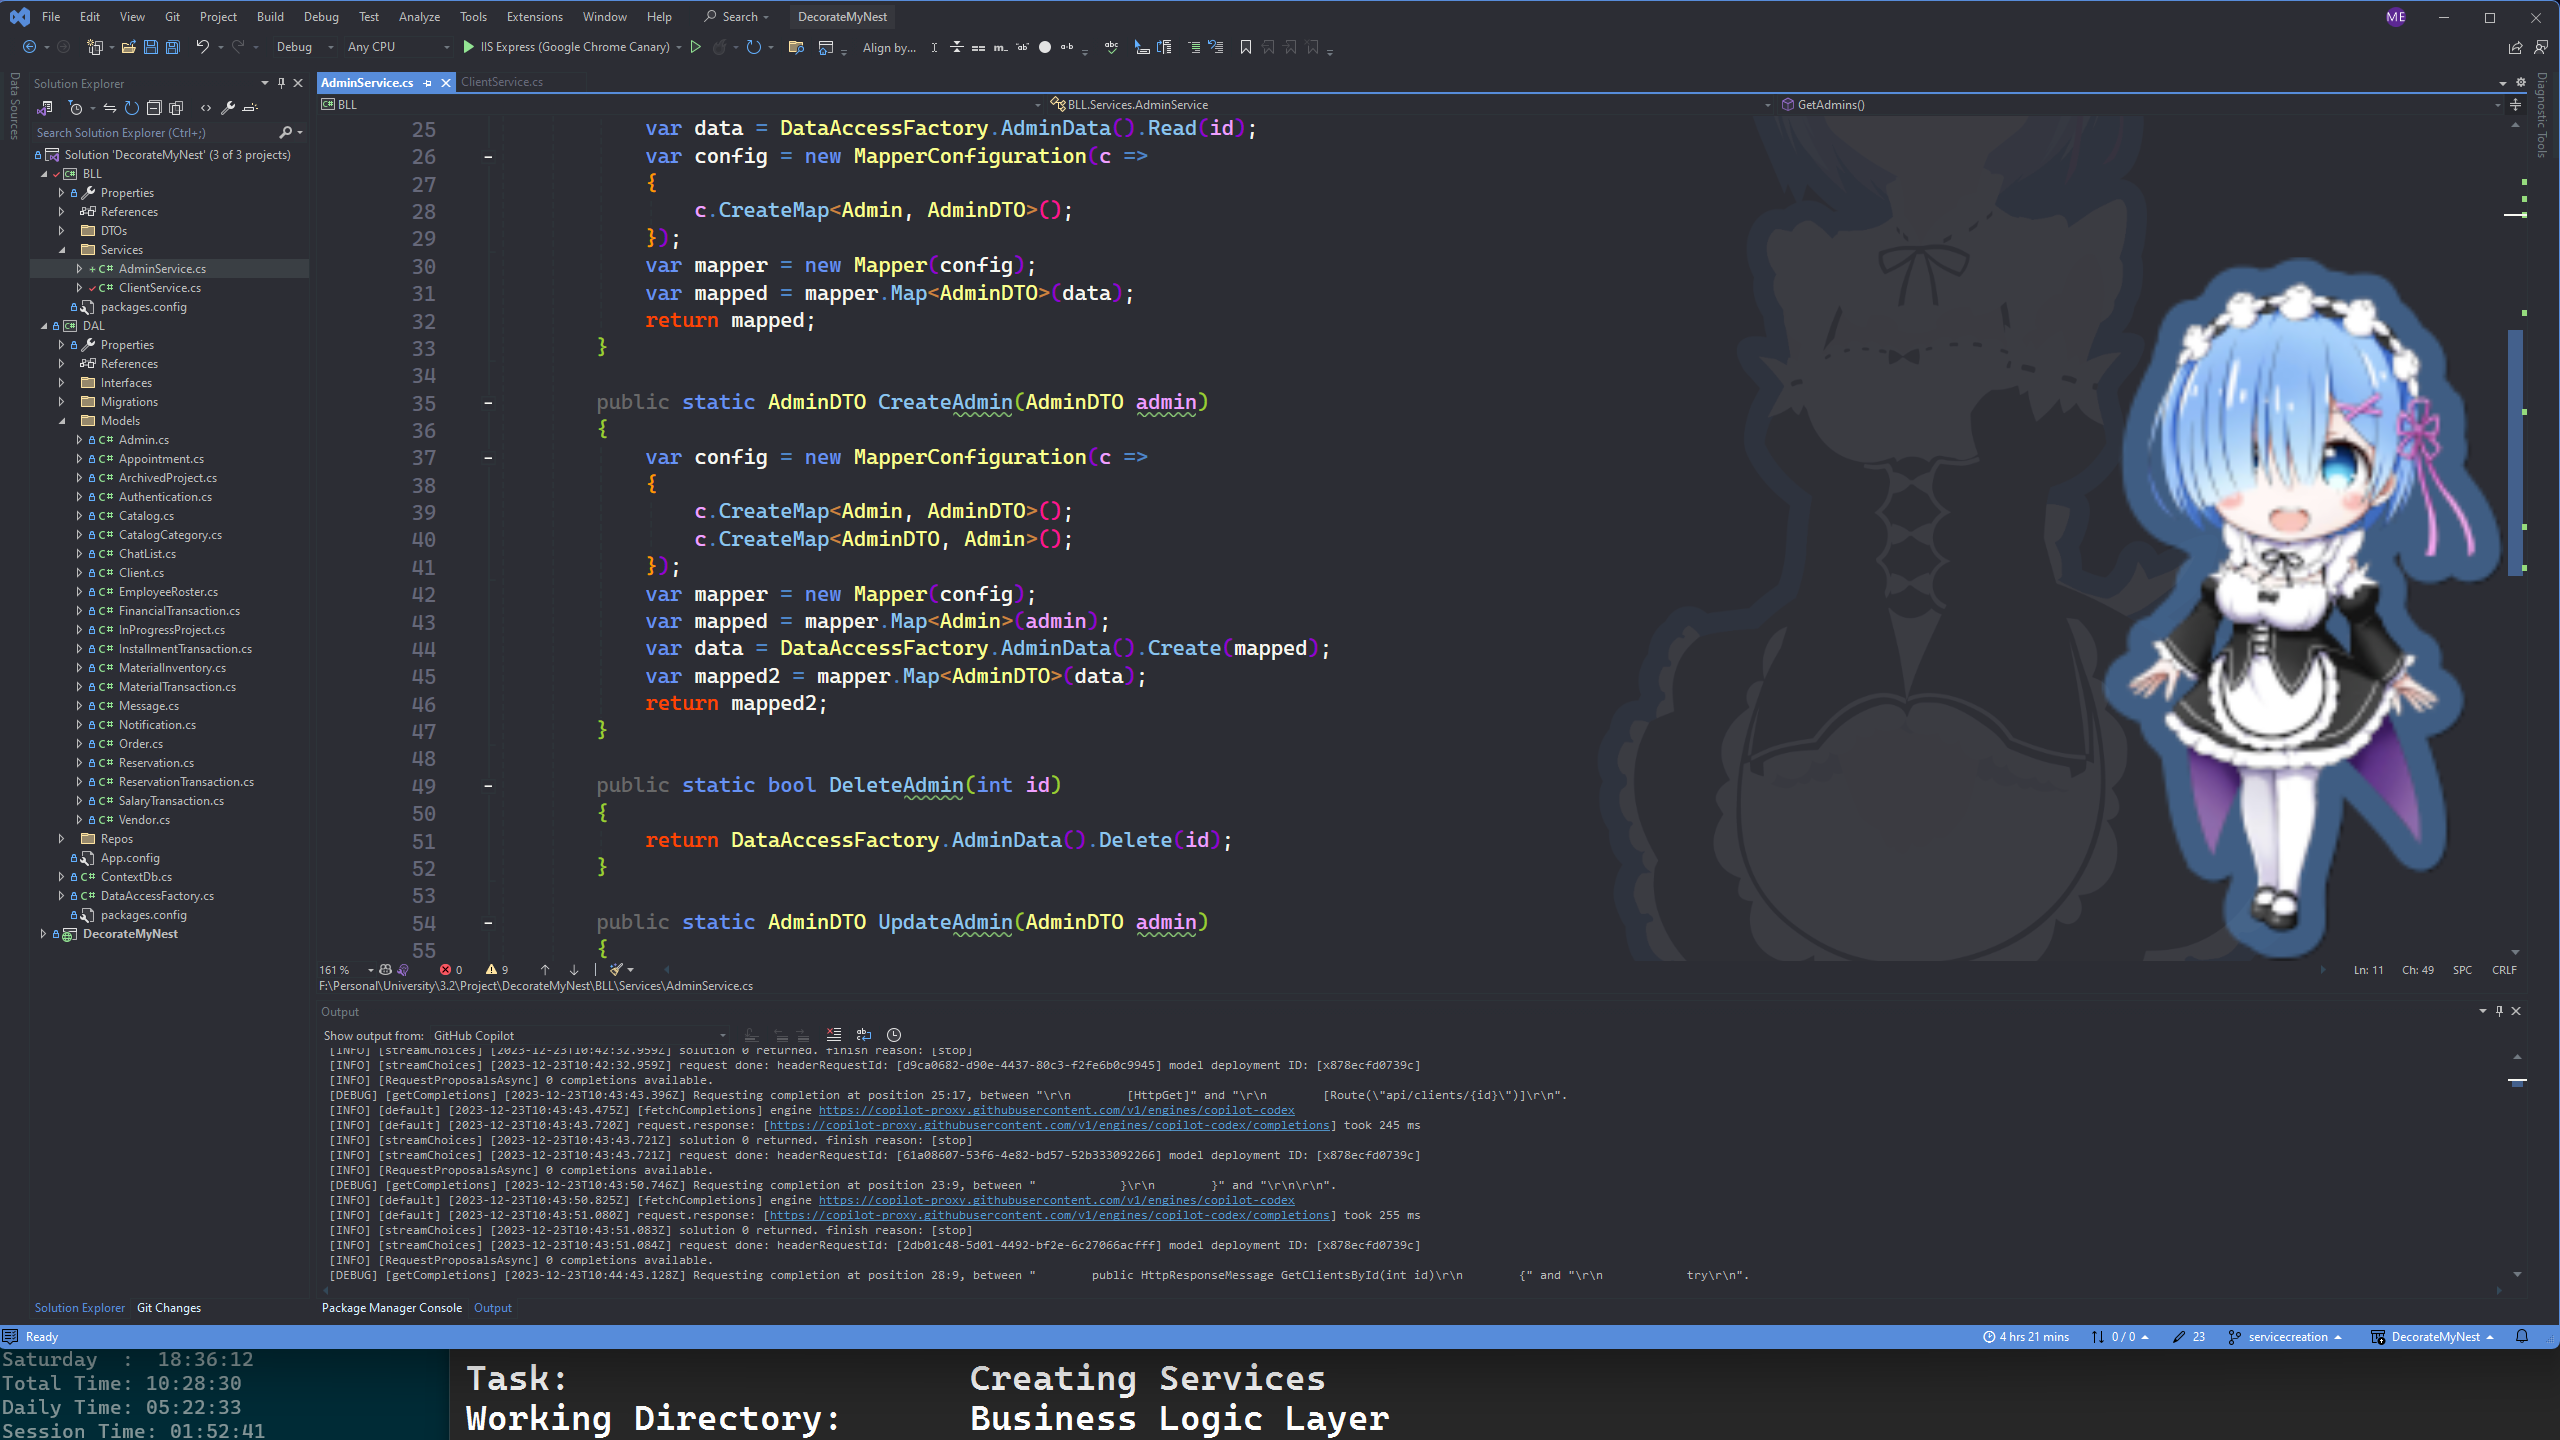 File Edit View Git Project Build Debug Test Analyze Tools Extensions Window Help Search DecorateMyNest ME
Debug Any CPU IIS Express (Google Chrome Canary) Align by...
Data Sources
Solution Explorer
Search Solution Explorer (Ctrl+;)
Solution 'DecorateMyNest' (3 of 3 projects)
BLL
Properties
References
DTOs
Services
C# AdminService.cs
C# ClientService.cs
packages.config
DAL
Properties
References
Interfaces
Migrations
Models
C# Admin.cs
C# Appointment.cs
C# ArchivedProject.cs
C# Authentication.cs
C# Catalog.cs
C# CatalogCategory.cs
C# ChatList.cs
C# Client.cs
C# EmployeeRoster.cs
C# FinancialTransaction.cs
C# InProgressProject.cs
C# InstallmentTransaction.cs
C# MaterialInventory.cs
C# MaterialTransaction.cs
C# Message.cs
C# Notification.cs
C# Order.cs
C# Reservation.cs
C# ReservationTransaction.cs
C# SalaryTransaction.cs
C# Vendor.cs
Repos
App.config
C# ContextDb.cs
C# DataAccessFactory.cs
packages.config
DecorateMyNest
Solution Explorer Git Changes
AdminService.cs ClientService.cs
BLL BLL.Services.AdminService GetAdmins()
Diagnostic Tools
25 var data = DataAccessFactory.AdminData().Read(id);
26 var config = new MapperConfiguration(c =>
27 {
28 c.CreateMap<Admin, AdminDTO>();
29 });
30 var mapper = new Mapper(config);
31 var mapped = mapper.Map<AdminDTO>(data);
32 return mapped;
33 }
34
35 public static AdminDTO CreateAdmin(AdminDTO admin)
36 {
37 var config = new MapperConfiguration(c =>
38 {
39 c.CreateMap<Admin, AdminDTO>();
40 c.CreateMap<AdminDTO, Admin>();
41 });
42 var mapper = new Mapper(config);
43 var mapped = mapper.Map<Admin>(admin);
44 var data = DataAccessFactory.AdminData().Create(mapped);
45 var mapped2 = mapper.Map<AdminDTO>(data);
46 return mapped2;
47 }
48
49 public static bool DeleteAdmin(int id)
50 {
51 return DataAccessFactory.AdminData().Delete(id);
52 }
53
54 public static AdminDTO UpdateAdmin(AdminDTO admin)
55 {
161 % 0 9 Ln: 11 Ch: 49 SPC CRLF
F:\Personal\University\3.2\Project\DecorateMyNest\BLL\Services\AdminService.cs
Output
Show output from: GitHub Copilot
[INFO] [streamChoices] [2023-12-23T10:42:32.959Z] solution 0 returned. finish reason: [stop]
[INFO] [streamChoices] [2023-12-23T10:42:32.959Z] request done: headerRequestId: [d9ca0682-d90e-4437-80c3-f2fe6b0c9945] model deployment ID: [x878ecfd0739c]
[INFO] [RequestProposalsAsync] 0 completions available.
[DEBUG] [getCompletions] [2023-12-23T10:43:43.396Z] Requesting completion at position 25:17, between "\r\n        [HttpGet]" and "\r\n        [Route(\"api/clients/{id}\")]\r\n".
[INFO] [default] [2023-12-23T10:43:43.475Z] [fetchCompletions] engine https://copilot-proxy.githubusercontent.com/v1/engines/copilot-codex
[INFO] [default] [2023-12-23T10:43:43.720Z] request.response: [https://copilot-proxy.githubusercontent.com/v1/engines/copilot-codex/completions] took 245 ms
[INFO] [streamChoices] [2023-12-23T10:43:43.721Z] solution 0 returned. finish reason: [stop]
[INFO] [streamChoices] [2023-12-23T10:43:43.721Z] request done: headerRequestId: [61a08607-53f6-4e82-bd57-52b333092266] model deployment ID: [x878ecfd0739c]
[INFO] [RequestProposalsAsync] 0 completions available.
[DEBUG] [getCompletions] [2023-12-23T10:43:50.746Z] Requesting completion at position 23:9, between "            }\r\n        }" and "\r\n\r\n".
[INFO] [default] [2023-12-23T10:43:50.825Z] [fetchCompletions] engine https://copilot-proxy.githubusercontent.com/v1/engines/copilot-codex
[INFO] [default] [2023-12-23T10:43:51.080Z] request.response: [https://copilot-proxy.githubusercontent.com/v1/engines/copilot-codex/completions] took 255 ms
[INFO] [streamChoices] [2023-12-23T10:43:51.083Z] solution 0 returned. finish reason: [stop]
[INFO] [streamChoices] [2023-12-23T10:43:51.084Z] request done: headerRequestId: [2db01c48-5d01-4492-bf2e-6c27066acfff] model deployment ID: [x878ecfd0739c]
[INFO] [RequestProposalsAsync] 0 completions available.
[DEBUG] [getCompletions] [2023-12-23T10:44:43.128Z] Requesting completion at position 28:9, between "        public HttpResponseMessage GetClientsById(int id)\r\n        {" and "\r\n            try\r\n".
Package Manager Console Output
Ready 4 hrs 21 mins 0 / 0 23 servicecreation DecorateMyNest
Saturday : 18:36:12
Total Time: 10:28:30
Daily Time: 05:22:33
Session Time: 01:52:41
Task: Creating Services
Working Directory: Business Logic Layer